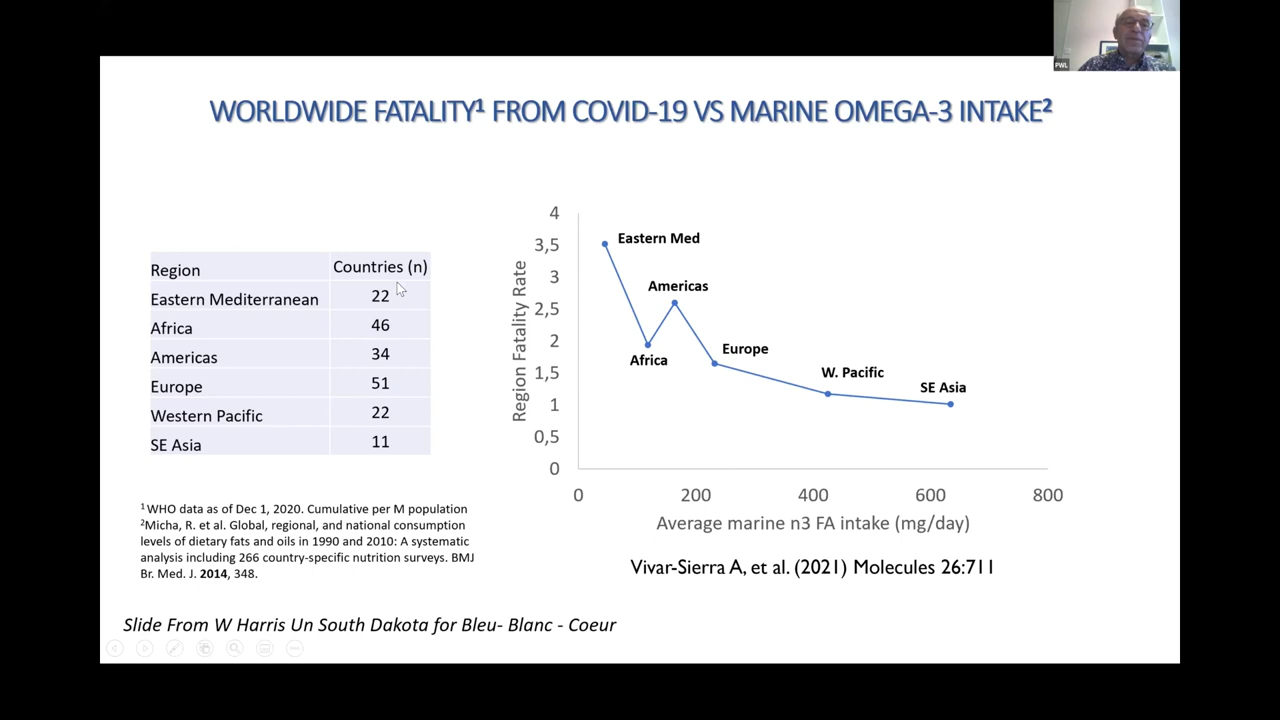 PWL
WORLDWIDE FATALITY¹ FROM COVID-19 VS MARINE OMEGA-3 INTAKE²
Region Countries (n)
Eastern Mediterranean 22
Africa 46
Americas 34
Europe 51
Western Pacific 22
SE Asia 11
¹ WHO data as of Dec 1, 2020. Cumulative per M population
²Micha, R. et al. Global, regional, and national consumption
levels of dietary fats and oils in 1990 and 2010: A systematic
analysis including 266 country-specific nutrition surveys. BMJ
Br. Med. J. 2014, 348.
Region Fatality Rate
4
3,5
3
2,5
2
1,5
1
0,5
0
Eastern Med
Americas
Africa
Europe
W. Pacific
SE Asia
0 200 400 600 800
Average marine n3 FA intake (mg/day)
Vivar-Sierra A, et al. (2021) Molecules 26:711
Slide From W Harris Un South Dakota for Bleu- Blanc - Coeur